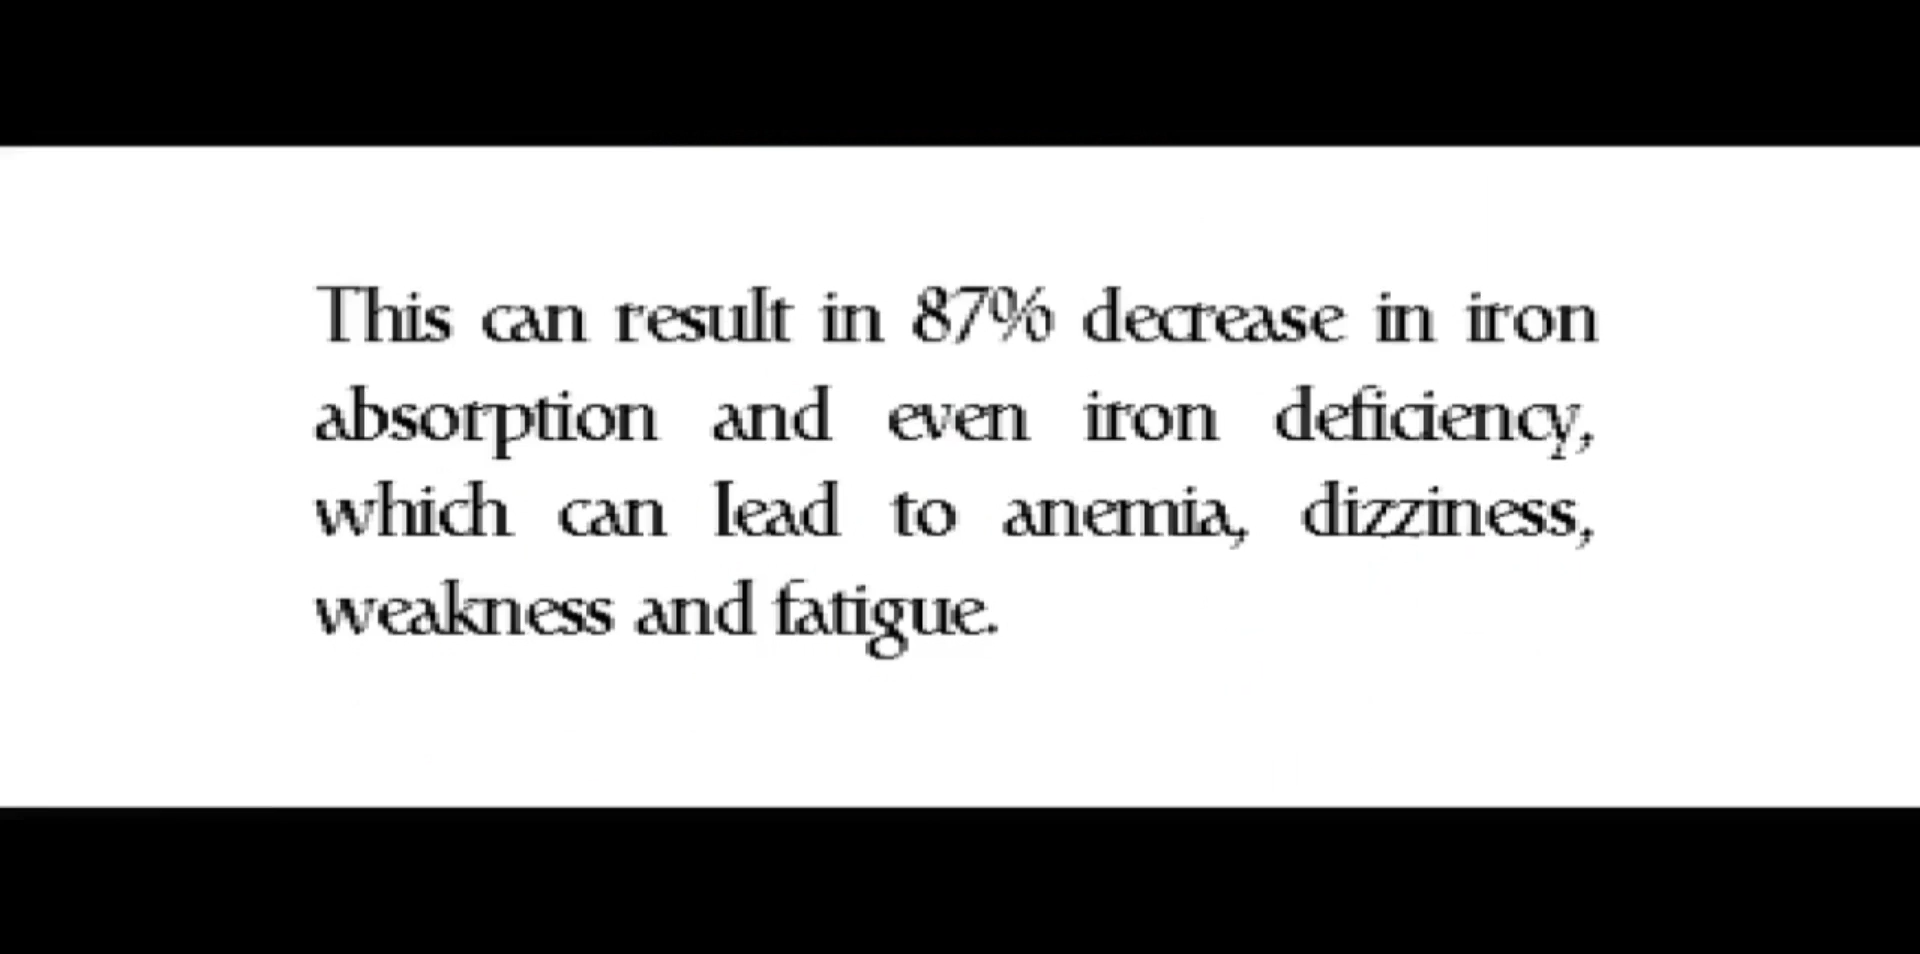 This can result in 87% decrease in iron
absorption and even iron deficiency,
which can lead to anemia, dizziness,
weakness and fatigue.